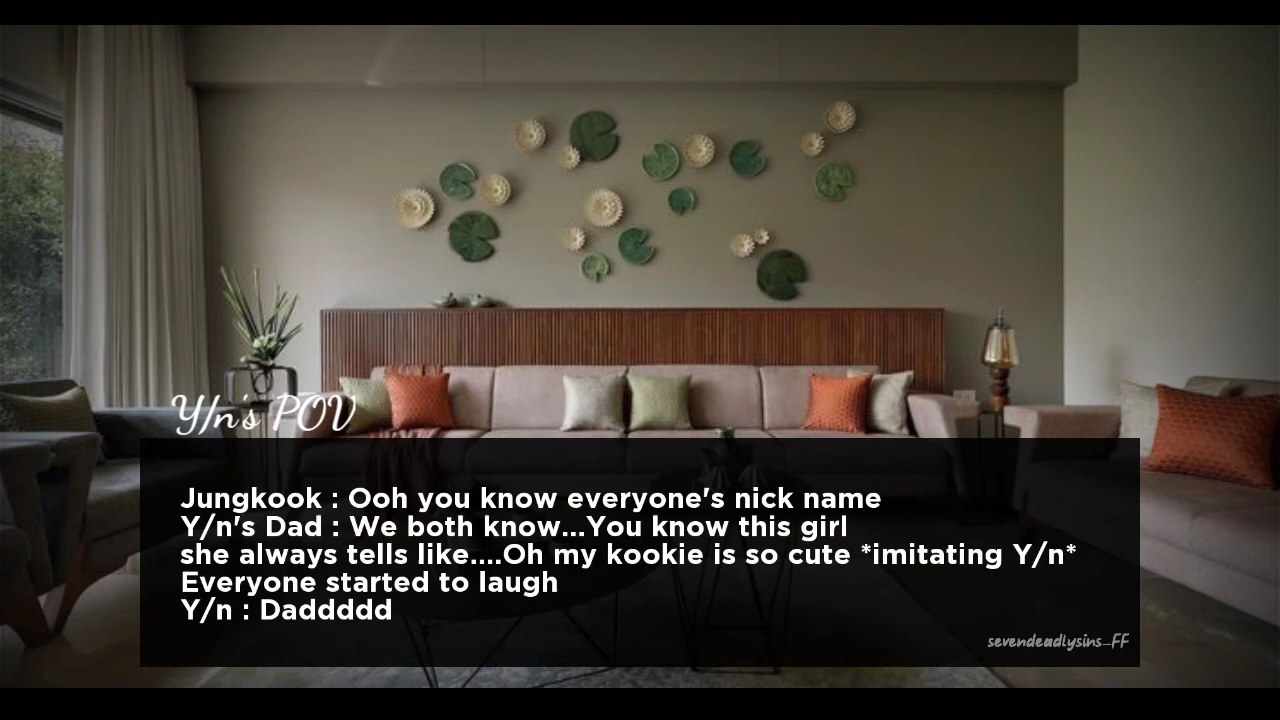 Y/n's POV
Jungkook : Ooh you know everyone's nick name
Y/n's Dad : We both know...You know this girl
she always tells like....Oh my kookie is so cute *imitating Y/n*
Everyone started to laugh
Y/n : Daddddd
sevendeadlysins_FF